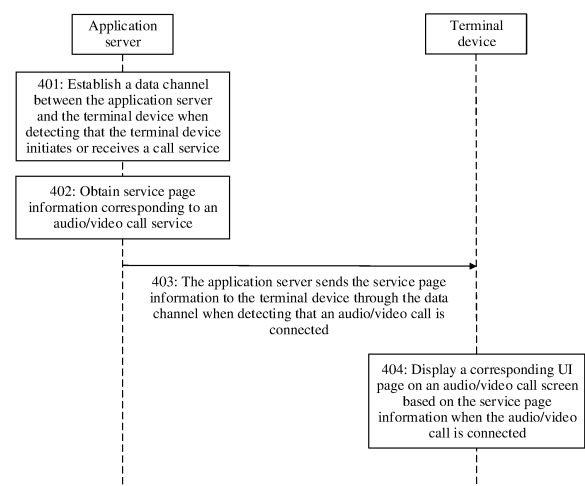 Application
server
Terminal
device
401: Establish a data channel
between the application server
and the terminal device when
detecting that the terminal device
initiates or receives a call service
402: Obtain service page
information corresponding to an
audio/video call service
403: The application server sends the service page
information to the terminal device through the data
channel when detecting that an audio/video call is
connected
404: Display a corresponding UI
page on an audio/video call screen
based on the service page
information when the audio/video
call is connected